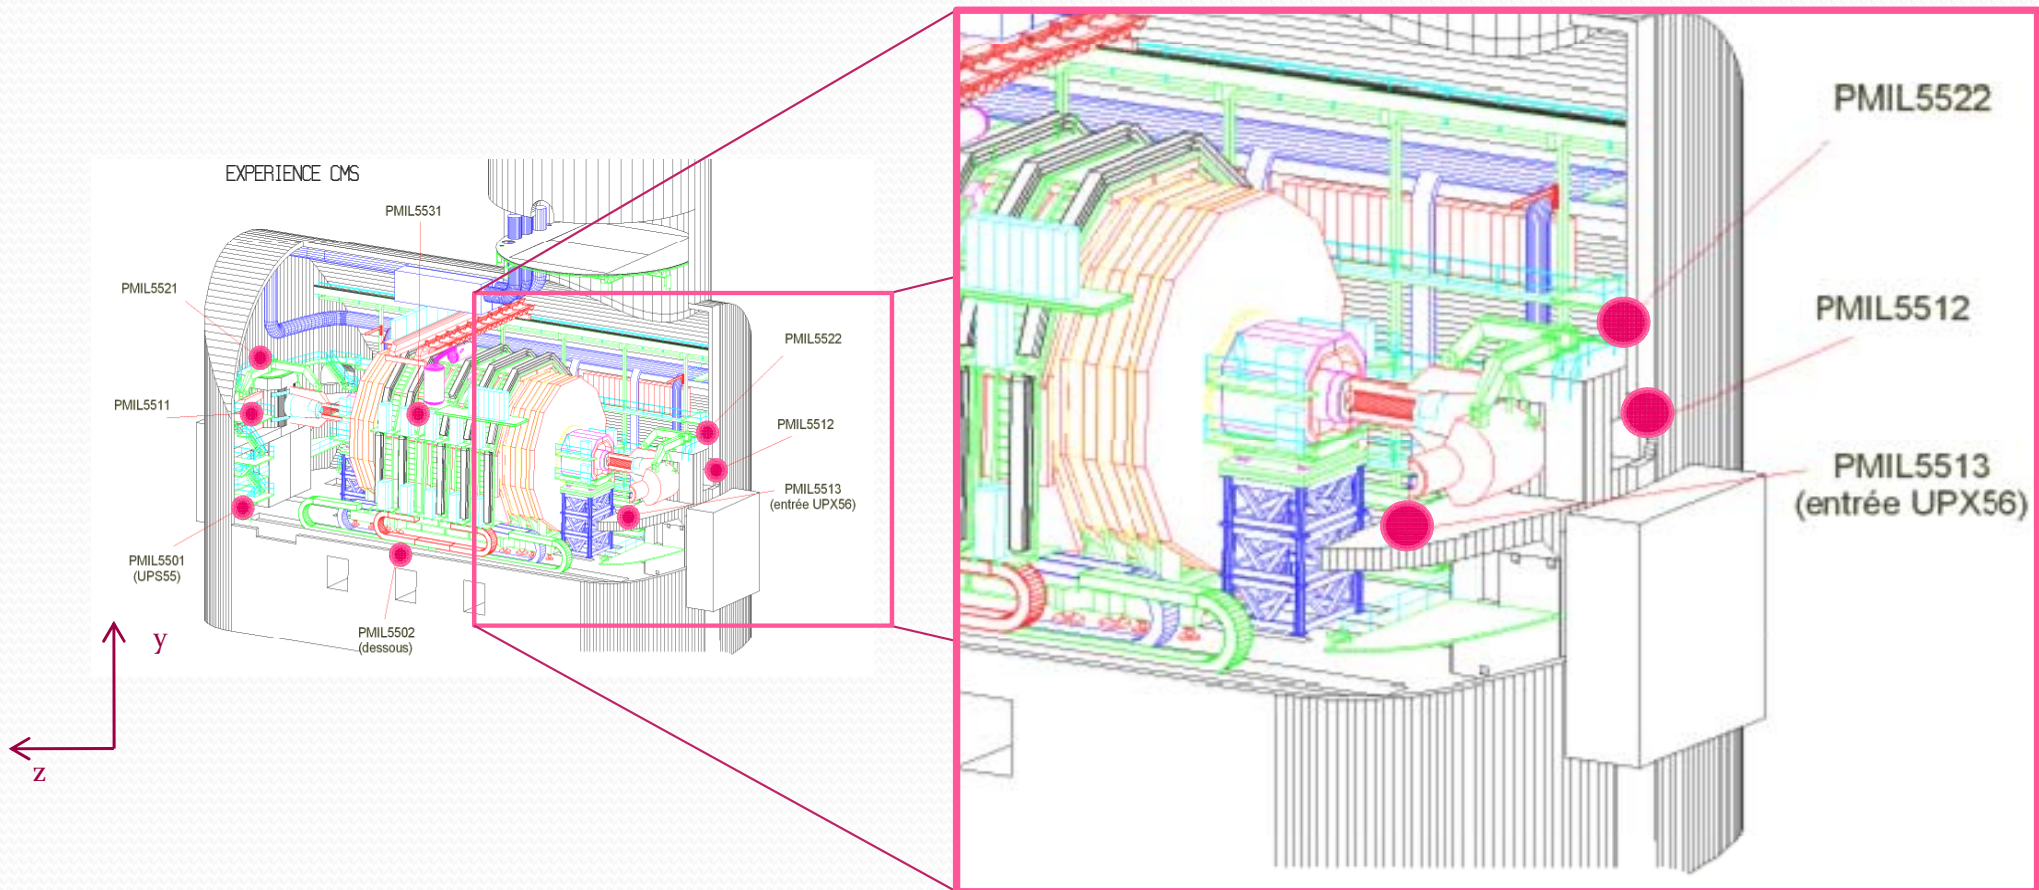 EXPERIENCE CMS
PMIL5531
PMIL5521
PMIL5522
PMIL5511
PMIL5512
PMIL5513
(entrée UPX56)
PMIL5501
(UPS55)
PMIL5502
(dessous)
y
z
PMIL5522
PMIL5512
PMIL5513
(entrée UPX56)